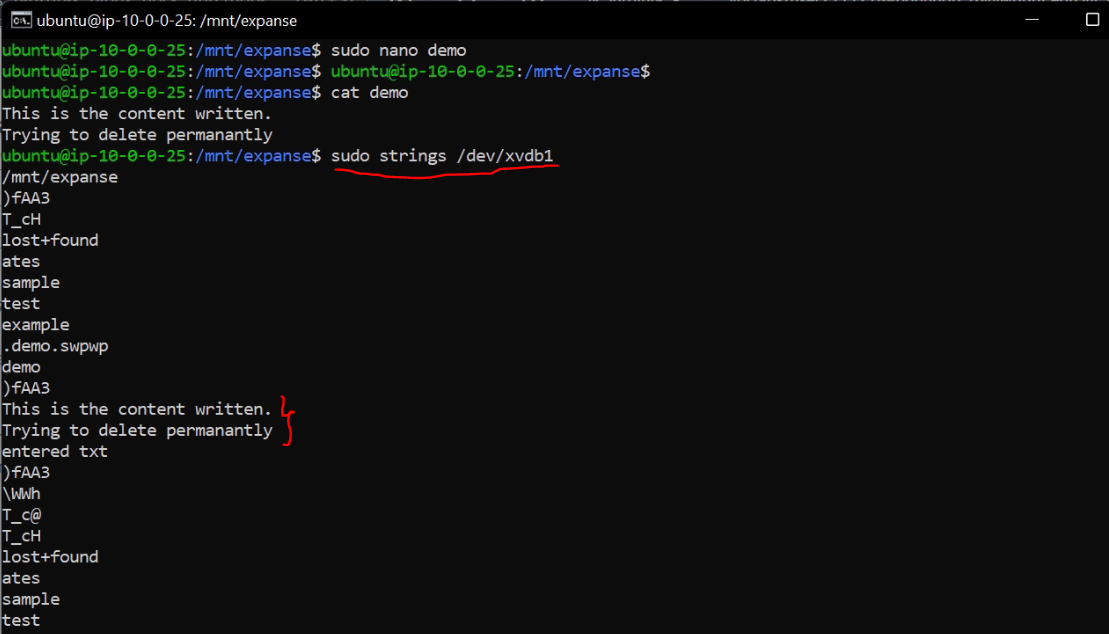 ubuntu@ip-10-0-0-25: /mnt/expanse
ubuntu@ip-10-0-0-25:/mnt/expanse$ sudo nano demo
ubuntu@ip-10-0-0-25:/mnt/expanse$ ubuntu@ip-10-0-0-25:/mnt/expanse$
ubuntu@ip-10-0-0-25:/mnt/expanse$ cat demo
This is the content written.
Trying to delete permanantly
ubuntu@ip-10-0-0-25:/mnt/expanse$ sudo strings /dev/xvdb1
/mnt/expanse
)fAA3
T_cH
lost+found
ates
sample
test
example
.demo.swpwp
demo
)fAA3
This is the content written.
Trying to delete permanantly
entered txt
)fAA3
\WWh
T_c@
T_cH
lost+found
ates
sample
test